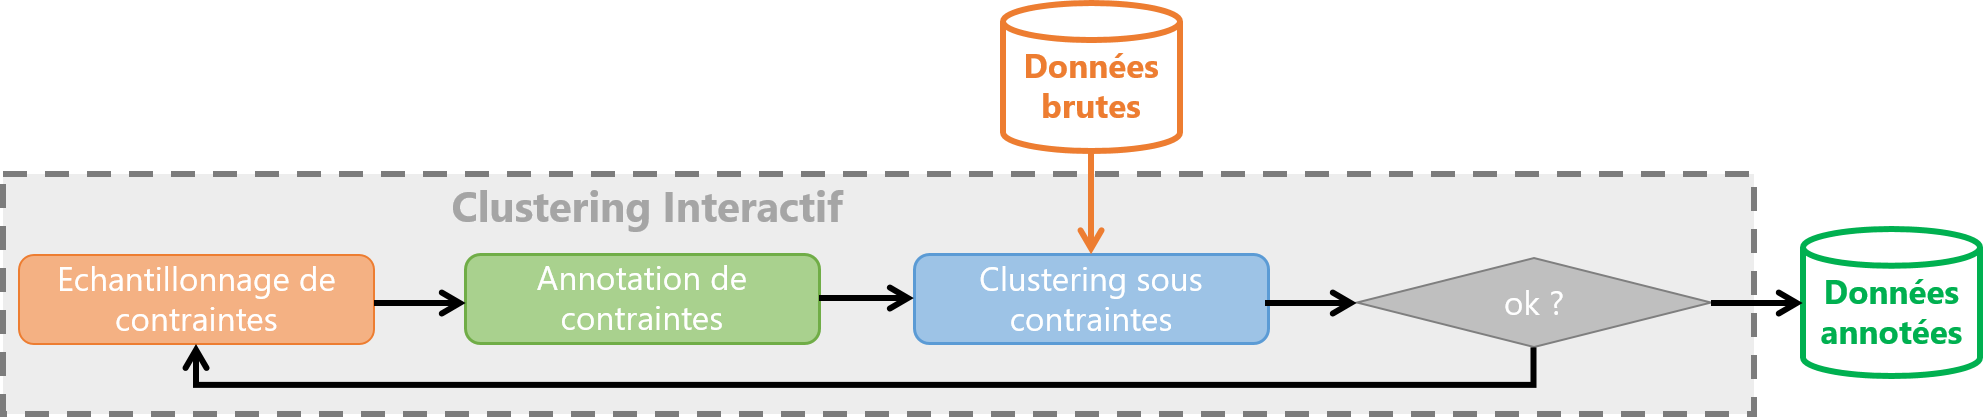 Données
brutes
Clustering Interactif
Echantillonnage de
contraintes
Annotation de
contraintes
Clustering sous
contraintes
ok ?
Données
annotées